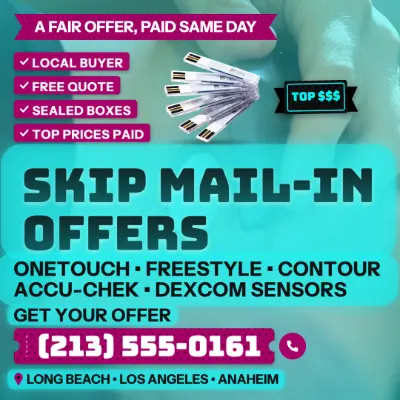 A FAIR OFFER, PAID SAME DAY
LOCAL BUYER
FREE QUOTE
SEALED BOXES
TOP PRICES PAID
TOP $$$
SKIP MAIL-IN
OFFERS
ONETOUCH ▪ FREESTYLE ▪ CONTOUR
ACCU-CHEK ▪ DEXCOM SENSORS
GET YOUR OFFER
(213) 555-0161
LONG BEACH ▪ LOS ANGELES ▪ ANAHEIM